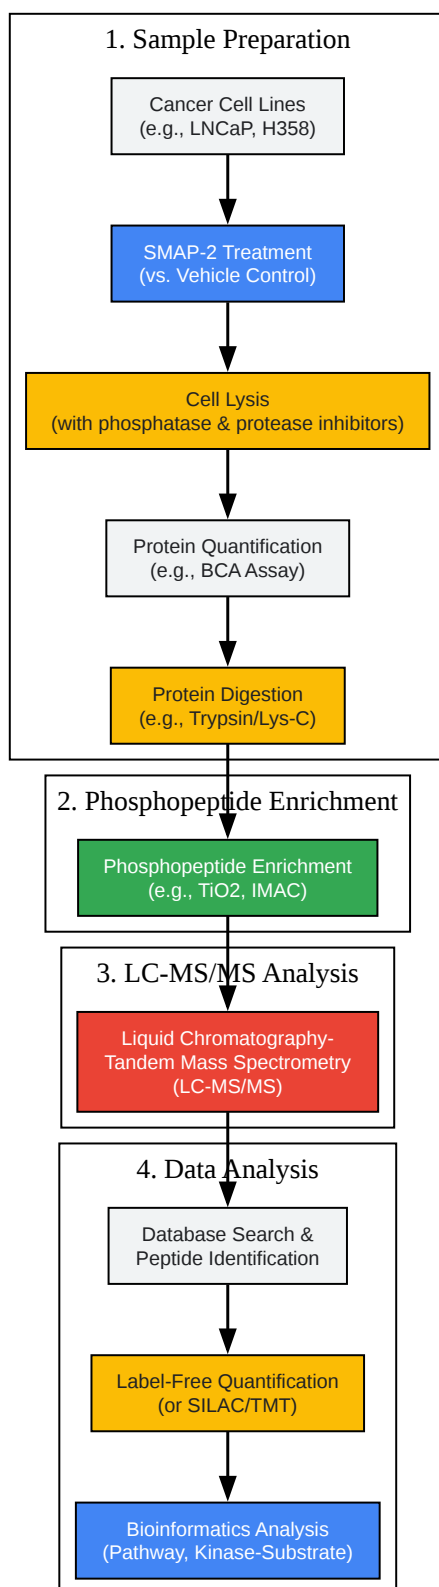 1. Sample Preparation
Cancer Cell Lines
(e.g., LNCaP, H358)
SMAP-2 Treatment
(vs. Vehicle Control)
Cell Lysis
(with phosphatase & protease inhibitors)
Protein Quantification
(e.g., BCA Assay)
Protein Digestion
(e.g., Trypsin/Lys-C)
2. Phosphopeptide Enrichment
Phosphopeptide Enrichment
(e.g., TiO2, IMAC)
3. LC-MS/MS Analysis
Liquid Chromatography-
Tandem Mass Spectrometry
(LC-MS/MS)
4. Data Analysis
Database Search &
Peptide Identification
Label-Free Quantification
(or SILAC/TMT)
Bioinformatics Analysis
(Pathway, Kinase-Substrate)